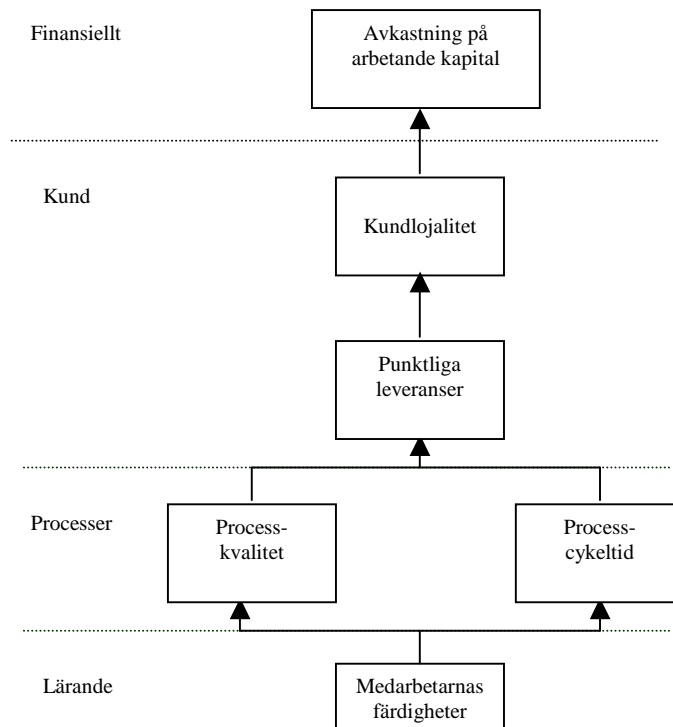 Finansiellt
Avkastning på
arbetande kapital
Kund
Kundlojalitet
Punktliga
leveranser
Processer
Process-
kvalitet
Process-
cykeltid
Lärande
Medarbetarnas
färdigheter